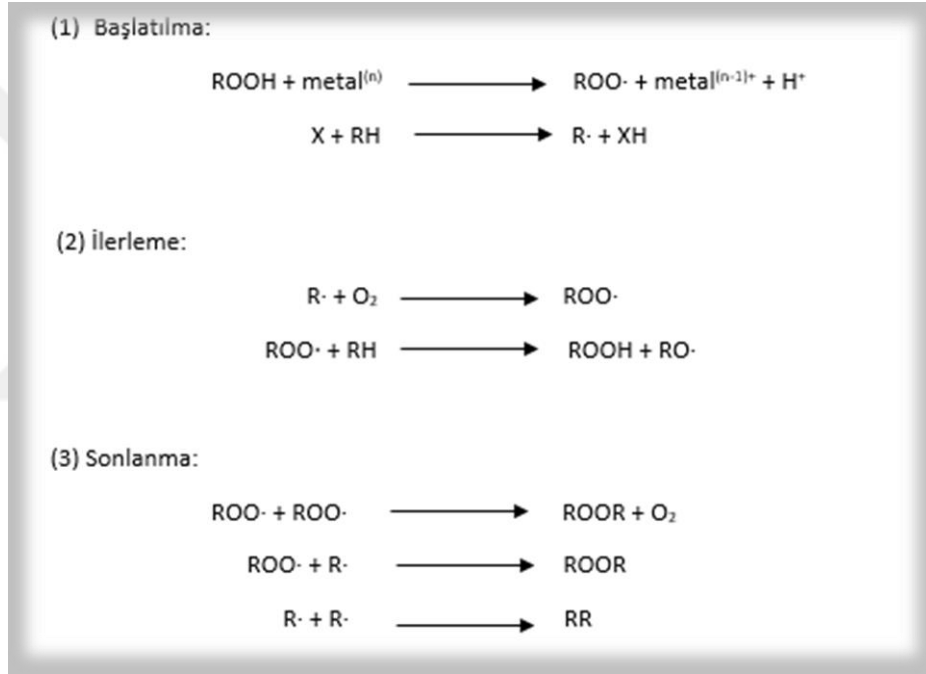 (1) Başlatılma:
ROOH + metal⁽ⁿ⁾ ⟶ ROO· + metal⁽ⁿ⁻¹⁾⁺ + H⁺
X + RH ⟶ R· + XH
(2) İlerleme:
R· + O₂ ⟶ ROO·
ROO· + RH ⟶ ROOH + RO·
(3) Sonlanma:
ROO· + ROO· ⟶ ROOR + O₂
ROO· + R· ⟶ ROOR
R· + R· ⟶ RR